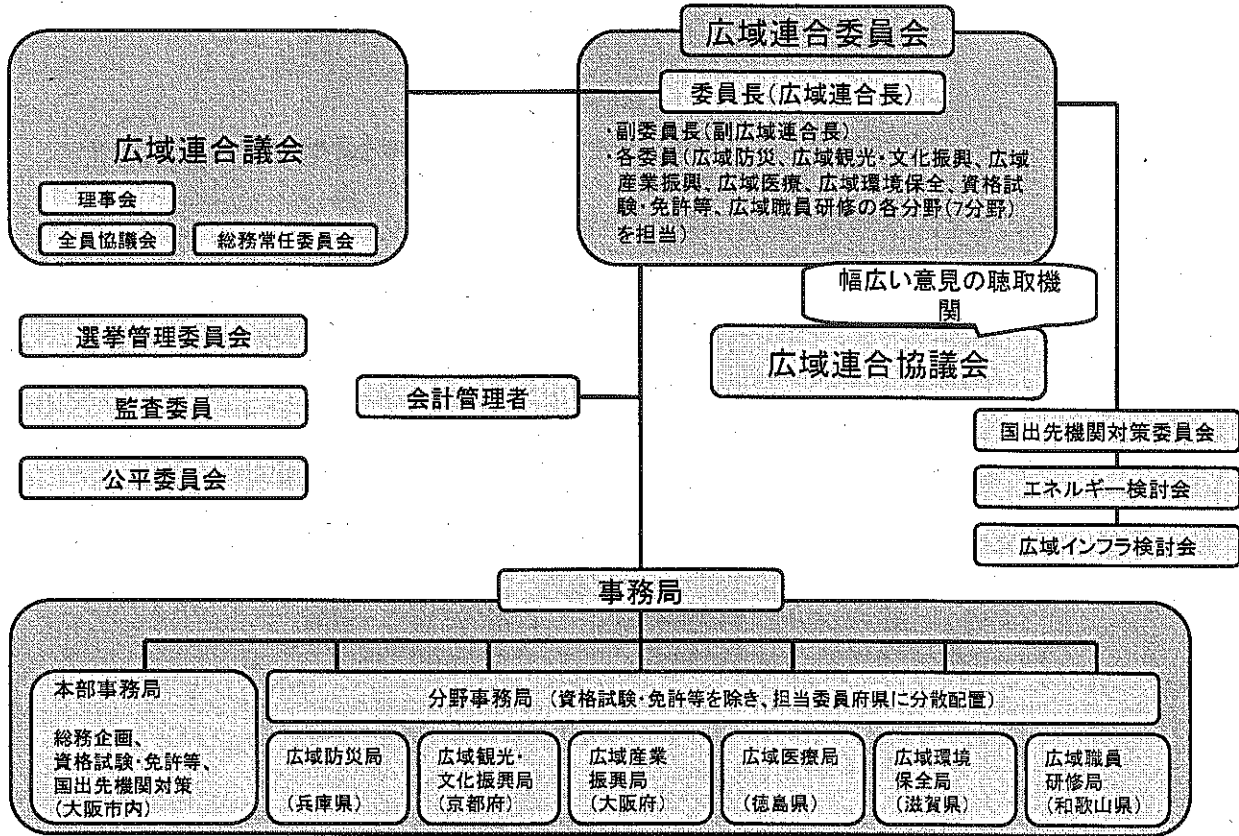 広域連合議会
理事会
全員協議会
総務常任委員会
広域連合委員会
委員長(広域連合長)
・副委員長(副広域連合長)
・各委員(広域防災、広域観光・文化振興、広域
産業振興、広域医療、広域環境保全、資格試
験・免許等、広域職員研修の各分野(7分野)
を担当)
幅広い意見の聴取機
関
広域連合協議会
選挙管理委員会
監査委員
公平委員会
会計管理者
国出先機関対策委員会
エネルギー検討会
広域インフラ検討会
事務局
本部事務局
総務企画、
資格試験・免許等、
国出先機関対策
(大阪市内)
分野事務局 (資格試験・免許等を除き、担当委員府県に分散配置)
広域防災局
(兵庫県)
広域観光・
文化振興局
(京都府)
広域産業
振興局
(大阪府)
広域医療局
(徳島県)
広域環境
保全局
(滋賀県)
広域職員
研修局
(和歌山県)